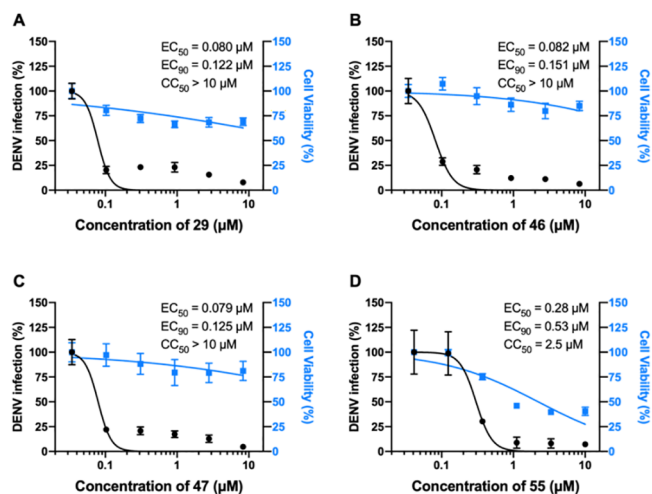 A
EC50 = 0.080 µM
EC90 = 0.122 µM
CC50 > 10 µM
DENV infection (%)
150
125
100
75
50
25
0
150
125
100
75
50
25
0
Cell Viability (%)
0.1
1
10
Concentration of 29 (µM)
B
EC50 = 0.082 µM
EC90 = 0.151 µM
CC50 > 10 µM
DENV infection (%)
150
125
100
75
50
25
0
150
125
100
75
50
25
0
Cell Viability (%)
0.1
1
10
Concentration of 46 (µM)
C
EC50 = 0.079 µM
EC90 = 0.125 µM
CC50 > 10 µM
DENV infection (%)
150
125
100
75
50
25
0
150
125
100
75
50
25
0
Cell Viability (%)
0.1
1
10
Concentration of 47 (µM)
D
EC50 = 0.28 µM
EC90 = 0.53 µM
CC50 = 2.5 µM
DENV infection (%)
150
125
100
75
50
25
0
150
125
100
75
50
25
0
Cell Viability (%)
0.1
1
10
Concentration of 55 (µM)